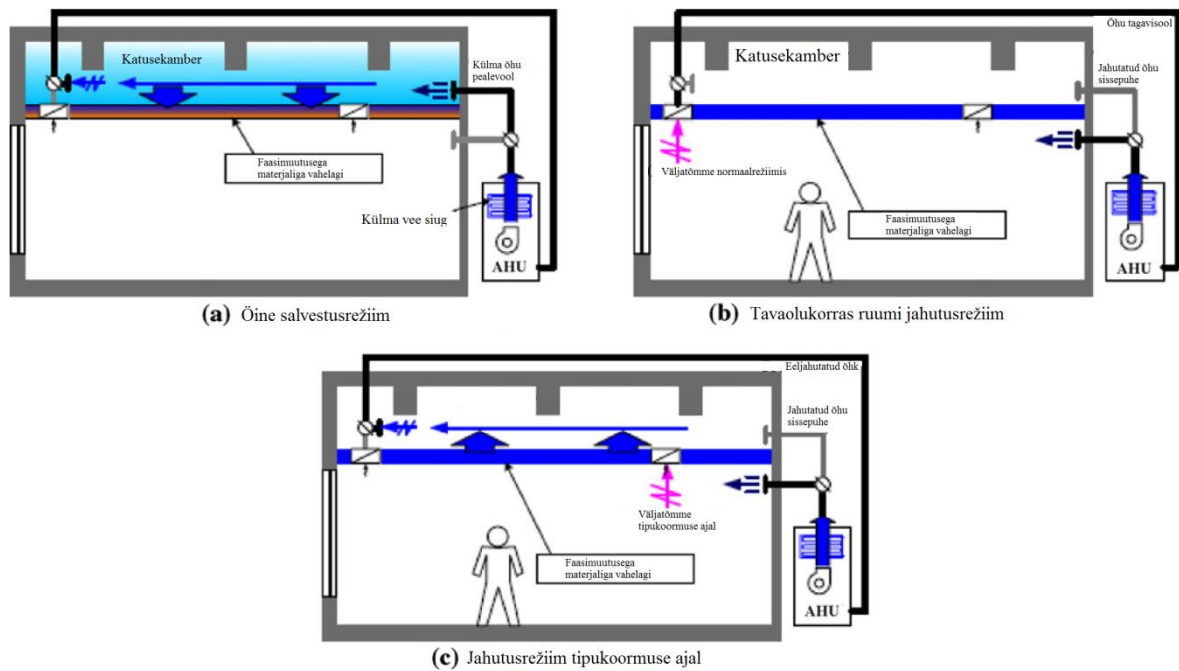 Katusekamber
Külma õhu
pealevool
Faasimuutusega
materjaliga vahelagi
Külma vee siug
AHU
(a) Öine salvestusrežiim
Õhu tagavisool
Katusekamber
Jahutatud õhu
sissepuhe
Väljatõmme normaalrežiimis
Faasimuutusega
materjaliga vahelagi
AHU
(b) Tavaolukorras ruumi jahutusrežiim
Eeljahutatud õhk
Jahutatud õhu
sissepuhe
Väljatõmme
tipukoormuse ajal
Faasimuutusega
materjaliga vahelagi
AHU
(c) Jahutusrežiim tipukoormuse ajal